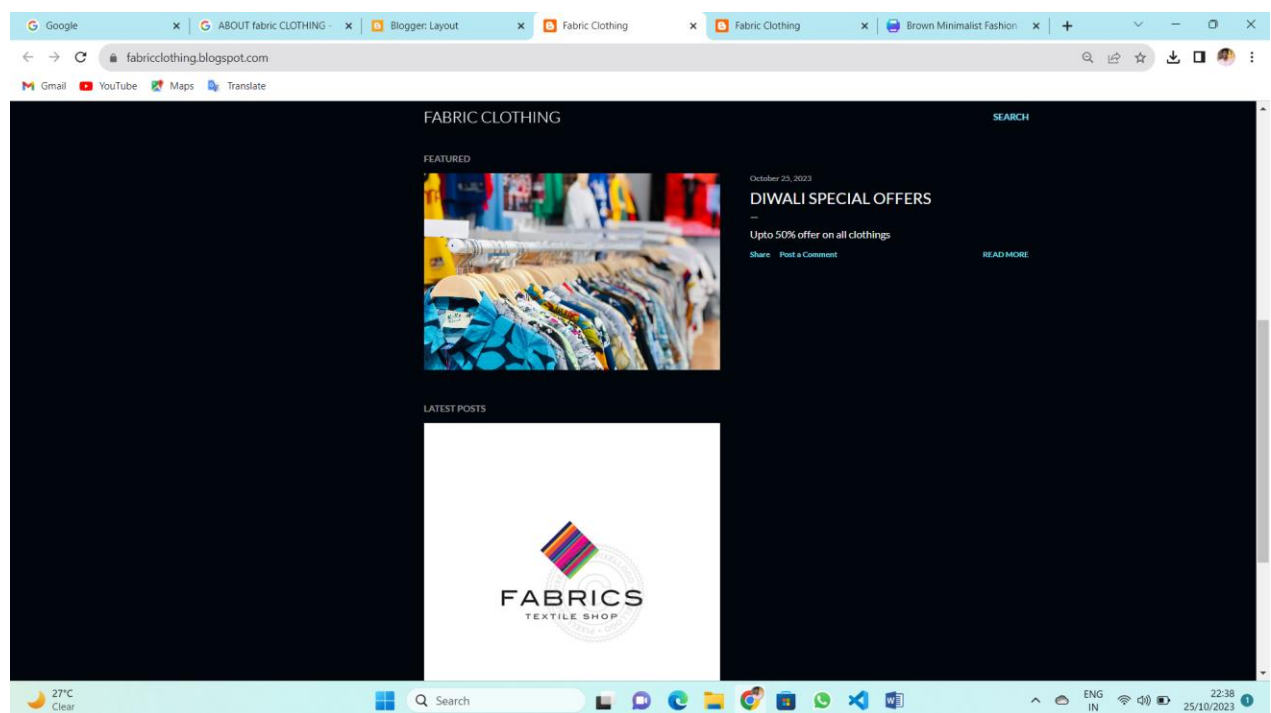 Google
ABOUT fabric CLOTHING -
Blogger: Layout
Fabric Clothing
Fabric Clothing
Brown Minimalist Fashion
fabricclothing.blogspot.com
Gmail
YouTube
Maps
Translate
FABRIC CLOTHING
SEARCH
FEATURED
October 25, 2023
DIWALI SPECIAL OFFERS
Upto 50% offer on all clothings
Share
Post a Comment
READ MORE
LATEST POSTS
FABRICS
TEXTILE SHOP
27°C
Clear
Search
ENG
IN
22:38
25/10/2023
1